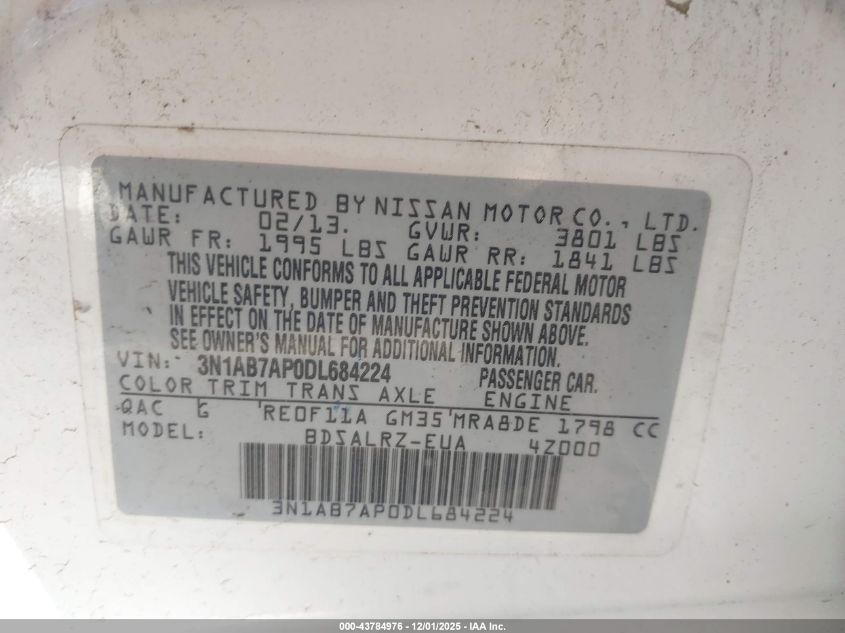 MANUFACTURED BY NISSAN MOTOR CO., LTD.
DATE: 02/13. GVWR: 3801 LBS
GAWR FR: 1995 LBS GAWR RR: 1841 LBS
THIS VEHICLE CONFORMS TO ALL APPLICABLE FEDERAL MOTOR
VEHICLE SAFETY, BUMPER AND THEFT PREVENTION STANDARDS
IN EFFECT ON THE DATE OF MANUFACTURE SHOWN ABOVE.
SEE OWNER'S MANUAL FOR ADDITIONAL INFORMATION.
VIN: 3N1AB7AP0DL684224 PASSENGER CAR.
COLOR TRIM TRANS AXLE ENGINE
QAC G RE0F11A GM35 MRA8DE 1798 CC
MODEL: BDSALRZ-EUA 4Z000
3N1AB7AP0DL684224
000-43784976 - 12/01/2025 - IAA Inc.